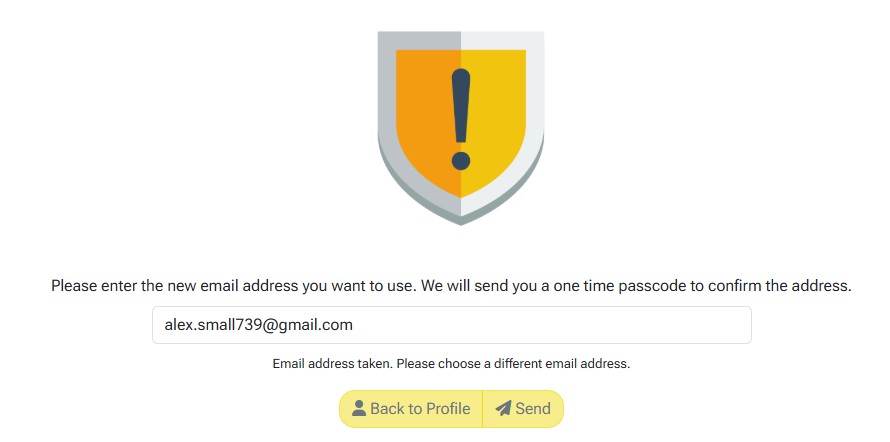 Please enter the new email address you want to use. We will send you a one time passcode to confirm the address.
alex.small739@gmail.com
Email address taken. Please choose a different email address.
Back to Profile Send